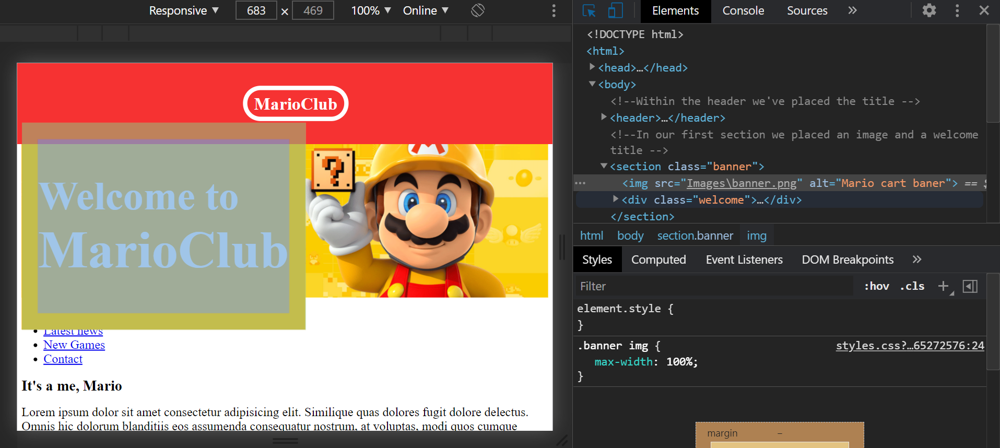 Responsive ▼ 683 × 469 100% ▼ Online ▼
Elements Console Sources »
MarioClub
Welcome to
MarioClub
?
M
Latest news
New Games
Contact
It's a me, Mario
Lorem ipsum dolor sit amet consectetur adipisicing elit. Similique quas dolores fugit dolore delectus.
Omnis hic dolorum blanditiis eos assumenda consequatur nostrum, at voluptas, modi quos cumque
<!DOCTYPE html>
<html>
<head>…</head>
<body>
<!--Within the header we've placed the title -->
<header>…</header>
<!--In our first section we placed an image and a welcome
title -->
<section class="banner">
<img src="Images\banner.png" alt="Mario cart baner"> ==
<div class="welcome">…</div>
</section>
html body section.banner img
Styles Computed Event Listeners DOM Breakpoints »
Filter :hov .cls +
element.style {
}
.banner img { styles.css?…65272576:24
max-width: 100%;
}
margin –